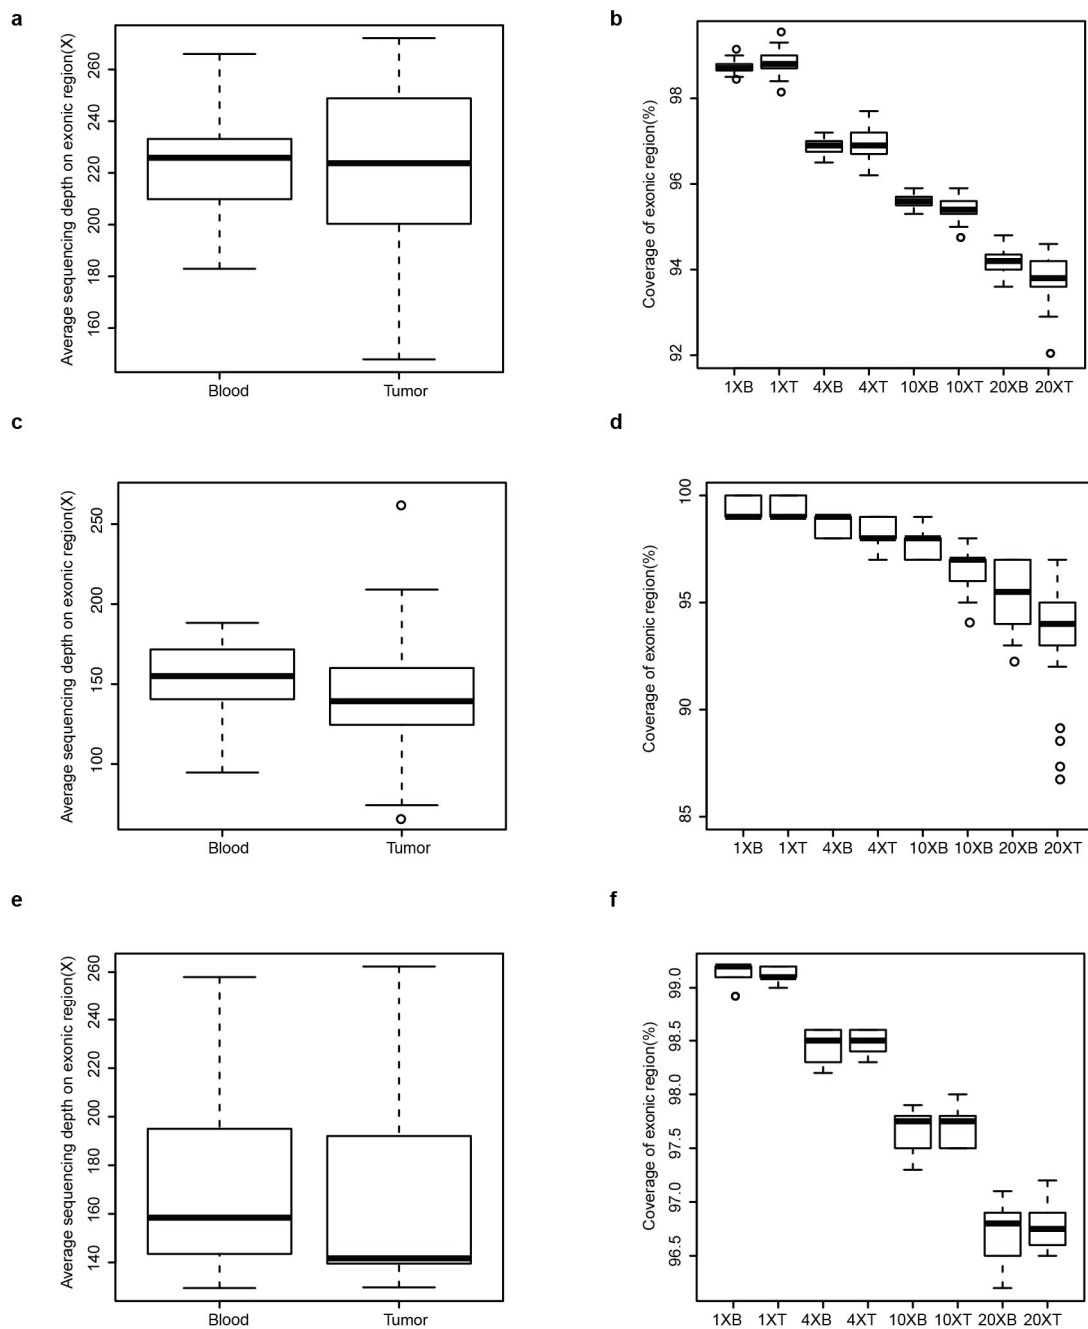 a
Average sequencing depth on exonic region(X)
260
240
220
200
180
160
Blood Tumor
b
Coverage of exonic region(%)
98
96
94
92
1XB 1XT 4XB 4XT 10XB 10XT 20XB 20XT
c
Average sequencing depth on exonic region(X)
250
200
150
100
Blood Tumor
d
Coverage of exonic region(%)
100
95
90
85
1XB 1XT 4XB 4XT 10XB 10XB 20XB 20XT
e
Average sequencing depth on exonic region(X)
260
240
220
200
180
160
140
Blood Tumor
f
Coverage of exonic region(%)
99.0
98.5
98.0
97.5
97.0
96.5
1XB 1XT 4XB 4XT 10XB 10XT 20XB 20XT